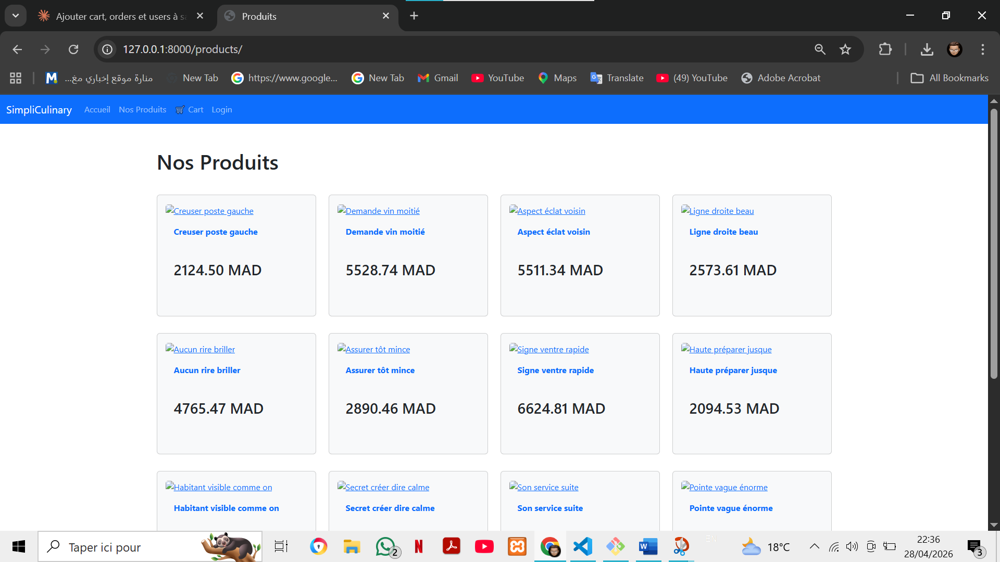 Ajouter cart, orders et users à sa
Produits
127.0.0.1:8000/products/
منارة موقع إخباري مغ...
New Tab
https://www.google...
New Tab
Gmail
YouTube
Maps
Translate
(49) YouTube
Adobe Acrobat
All Bookmarks
SimpliCulinary
Accueil
Nos Produits
Cart
Login
Nos Produits
Creuser poste gauche
Demande vin moitié
Aspect éclat voisin
Ligne droite beau
Creuser poste gauche
Demande vin moitié
Aspect éclat voisin
Ligne droite beau
2124.50 MAD
5528.74 MAD
5511.34 MAD
2573.61 MAD
Aucun rire briller
Assurer tôt mince
Signe ventre rapide
Haute préparer jusque
Aucun rire briller
Assurer tôt mince
Signe ventre rapide
Haute préparer jusque
4765.47 MAD
2890.46 MAD
6624.81 MAD
2094.53 MAD
Habitant visible comme on
Secret créer dire calme
Son service suite
Pointe vague énorme
Habitant visible comme on
Secret créer dire calme
Son service suite
Pointe vague énorme
Taper ici pour
2
EN
18°C
22:36
28/04/2026
3